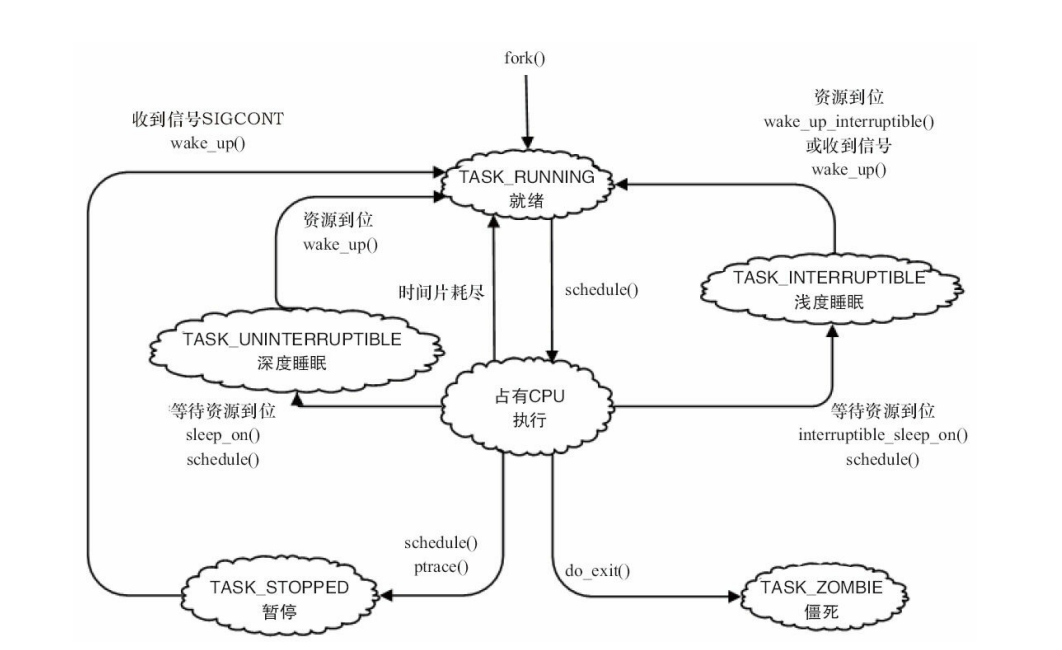 fork()
收到信号SIGCONT
wake_up()
资源到位
wake_up_interruptible()
或收到信号
wake_up()
TASK_RUNNING
就绪
资源到位
wake_up()
时间片耗尽
schedule()
TASK_INTERRUPTIBLE
浅度睡眠
TASK_UNINTERRUPTIBLE
深度睡眠
占有CPU
执行
等待资源到位
sleep_on()
schedule()
等待资源到位
interruptible_sleep_on()
schedule()
schedule()
ptrace()
do_exit()
TASK_STOPPED
暂停
TASK_ZOMBIE
僵死